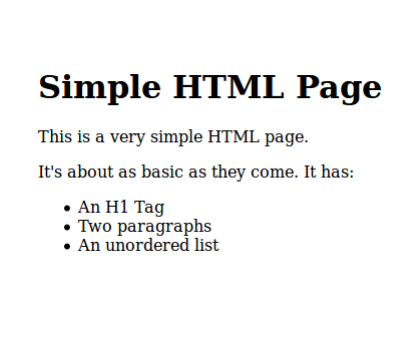 Simple HTML Page
This is a very simple HTML page.
It's about as basic as they come. It has:
An H1 Tag
Two paragraphs
An unordered list